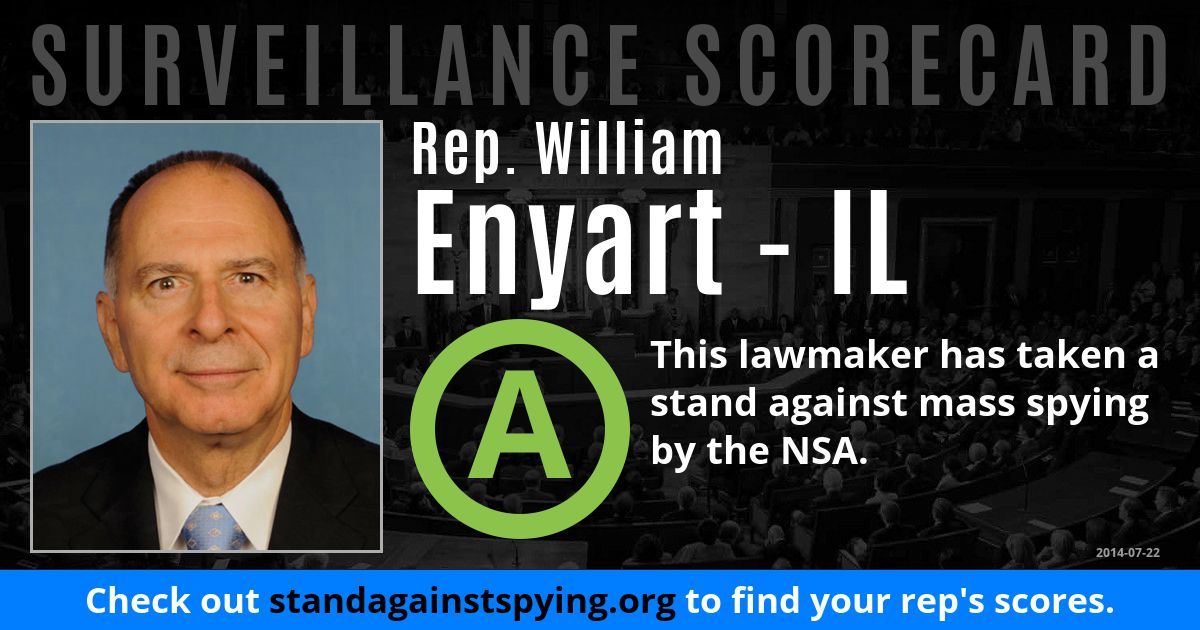 SURVEILLANCE SCORECARD
Rep. William
Enyart - IL
A
This lawmaker has taken a
stand against mass spying
by the NSA.
2014-07-22
Check out standagainstspying.org to find your rep's scores.